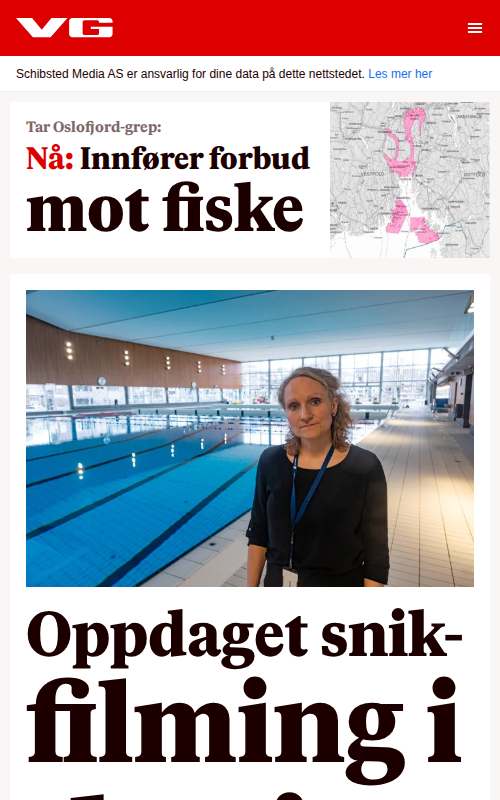 VG
Schibsted Media AS er ansvarlig for dine data på dette nettstedet. Les mer her
Tar Oslofjord-grep:
Nå: Innfører forbud
mot fiske
VESTFOLD
Oppdaget snik-
filming i